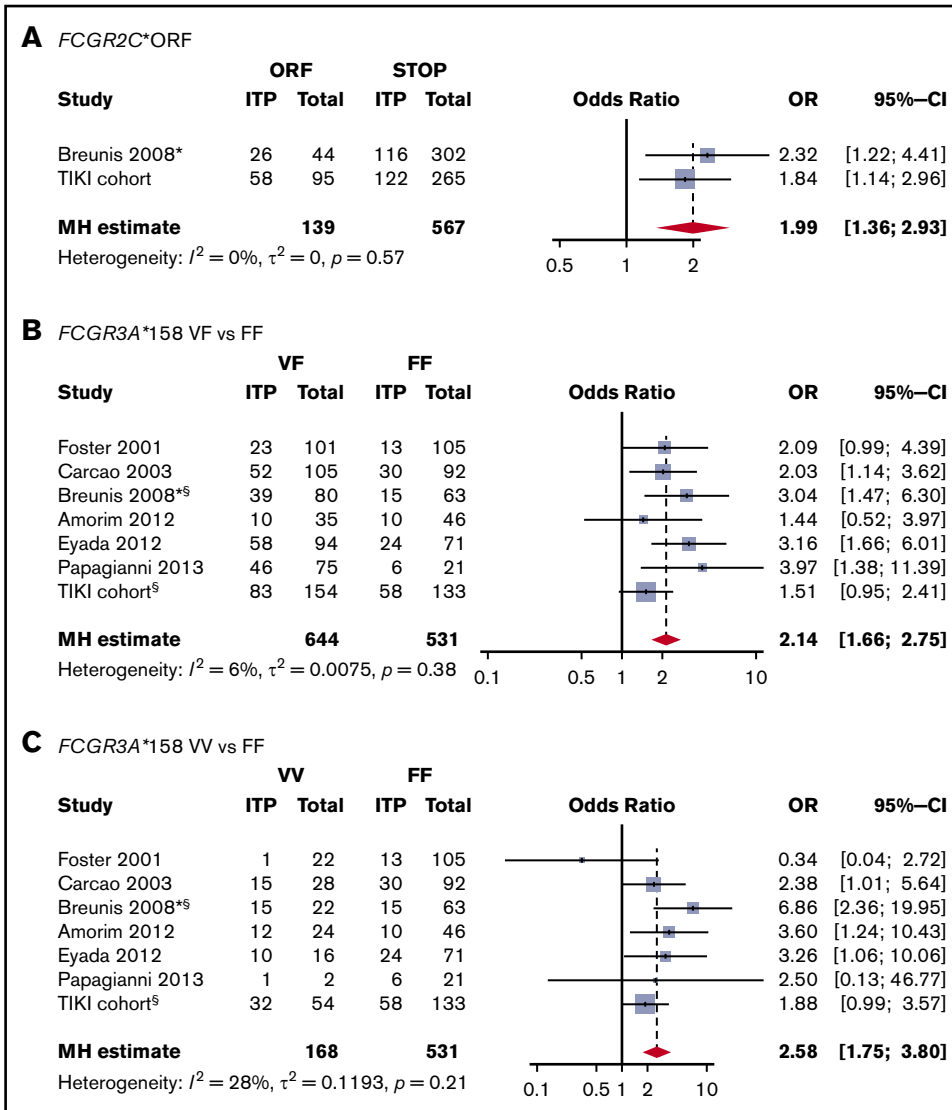 A FCGR2C*ORF
ORF STOP
Study ITP Total ITP Total Odds Ratio OR 95%–CI
Breunis 2008* 26 44 116 302 2.32 [1.22; 4.41]
TIKI cohort 58 95 122 265 1.84 [1.14; 2.96]
MH estimate 139 567 1.99 [1.36; 2.93]
Heterogeneity: I² = 0%, τ² = 0, p = 0.57
0.5 1 2
B FCGR3A*158 VF vs FF
VF FF
Study ITP Total ITP Total Odds Ratio OR 95%–CI
Foster 2001 23 101 13 105 2.09 [0.99; 4.39]
Carcao 2003 52 105 30 92 2.03 [1.14; 3.62]
Breunis 2008*§ 39 80 15 63 3.04 [1.47; 6.30]
Amorim 2012 10 35 10 46 1.44 [0.52; 3.97]
Eyada 2012 58 94 24 71 3.16 [1.66; 6.01]
Papagianni 2013 46 75 6 21 3.97 [1.38; 11.39]
TIKI cohort§ 83 154 58 133 1.51 [0.95; 2.41]
MH estimate 644 531 2.14 [1.66; 2.75]
Heterogeneity: I² = 6%, τ² = 0.0075, p = 0.38
0.1 0.5 1 2 10
C FCGR3A*158 VV vs FF
VV FF
Study ITP Total ITP Total Odds Ratio OR 95%–CI
Foster 2001 1 22 13 105 0.34 [0.04; 2.72]
Carcao 2003 15 28 30 92 2.38 [1.01; 5.64]
Breunis 2008*§ 15 22 15 63 6.86 [2.36; 19.95]
Amorim 2012 12 24 10 46 3.60 [1.24; 10.43]
Eyada 2012 10 16 24 71 3.26 [1.06; 10.06]
Papagianni 2013 1 2 6 21 2.50 [0.13; 46.77]
TIKI cohort§ 32 54 58 133 1.88 [0.99; 3.57]
MH estimate 168 531 2.58 [1.75; 3.80]
Heterogeneity: I² = 28%, τ² = 0.1193, p = 0.21
0.1 0.5 1 2 10